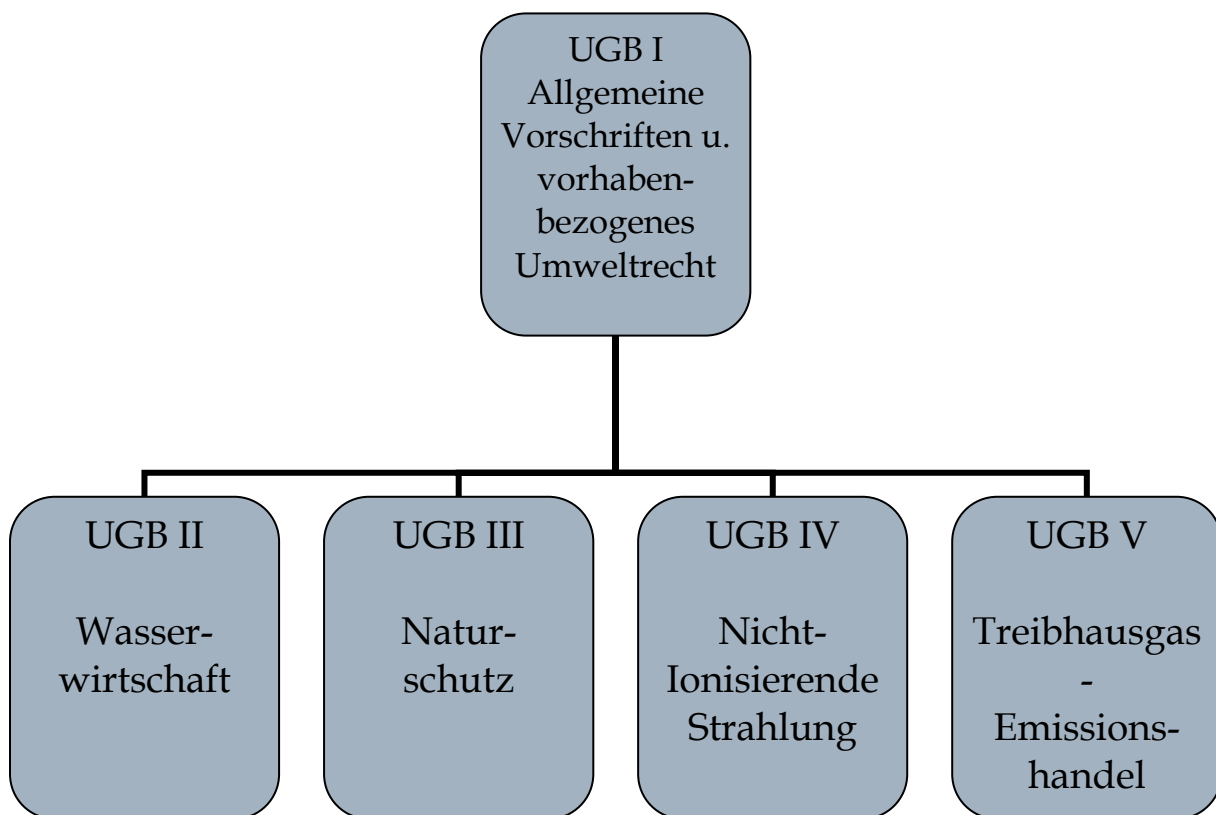 UGB I
Allgemeine
Vorschriften u.
vorhaben-
bezogenes
Umweltrecht
UGB II
Wasser-
wirtschaft
UGB III
Natur-
schutz
UGB IV
Nicht-
Ionisierende
Strahlung
UGB V
Treibhausgas
-
Emissions-
handel